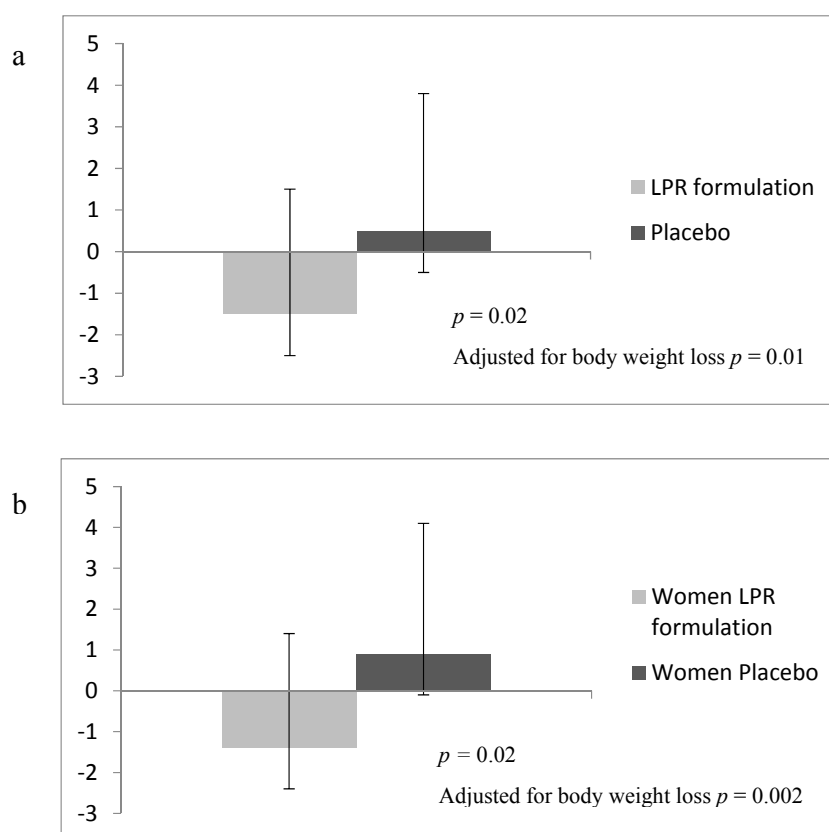 a
5
4
3
2
1
0
-1
-2
-3
LPR formulation
Placebo
p = 0.02
Adjusted for body weight loss p = 0.01
b
5
4
3
2
1
0
-1
-2
-3
Women LPR
formulation
Women Placebo
p = 0.02
Adjusted for body weight loss p = 0.002